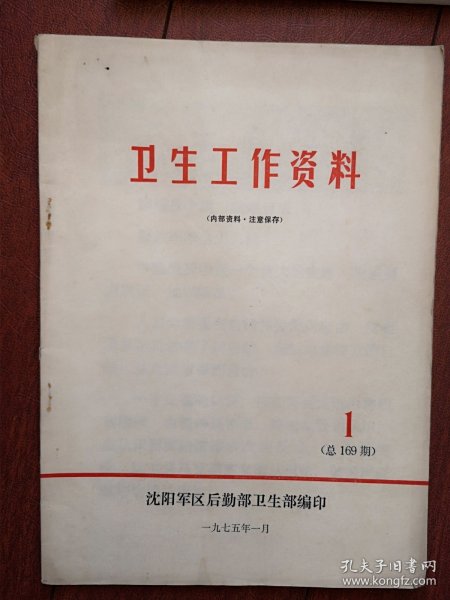 卫生工作资料
(内部资料·注意保存)
1
(总169期)
沈阳军区后勤部卫生部编印
一九七五年一月
孔夫子旧书网
www.kongfz.com